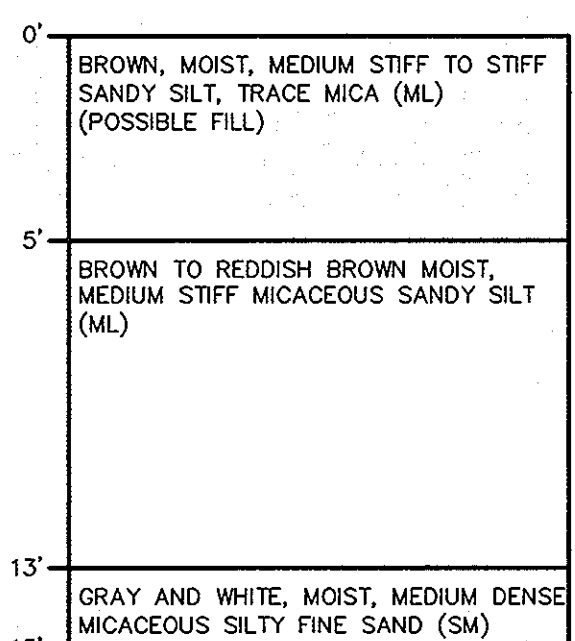 0'
BROWN, MOIST, MEDIUM STIFF TO STIFF
SANDY SILT, TRACE MICA (ML)
(POSSIBLE FILL)
5'
BROWN TO REDDISH BROWN MOIST,
MEDIUM STIFF MICACEOUS SANDY SILT
(ML)
13'
GRAY AND WHITE, MOIST, MEDIUM DENSE
MICACEOUS SILTY FINE SAND (SM)